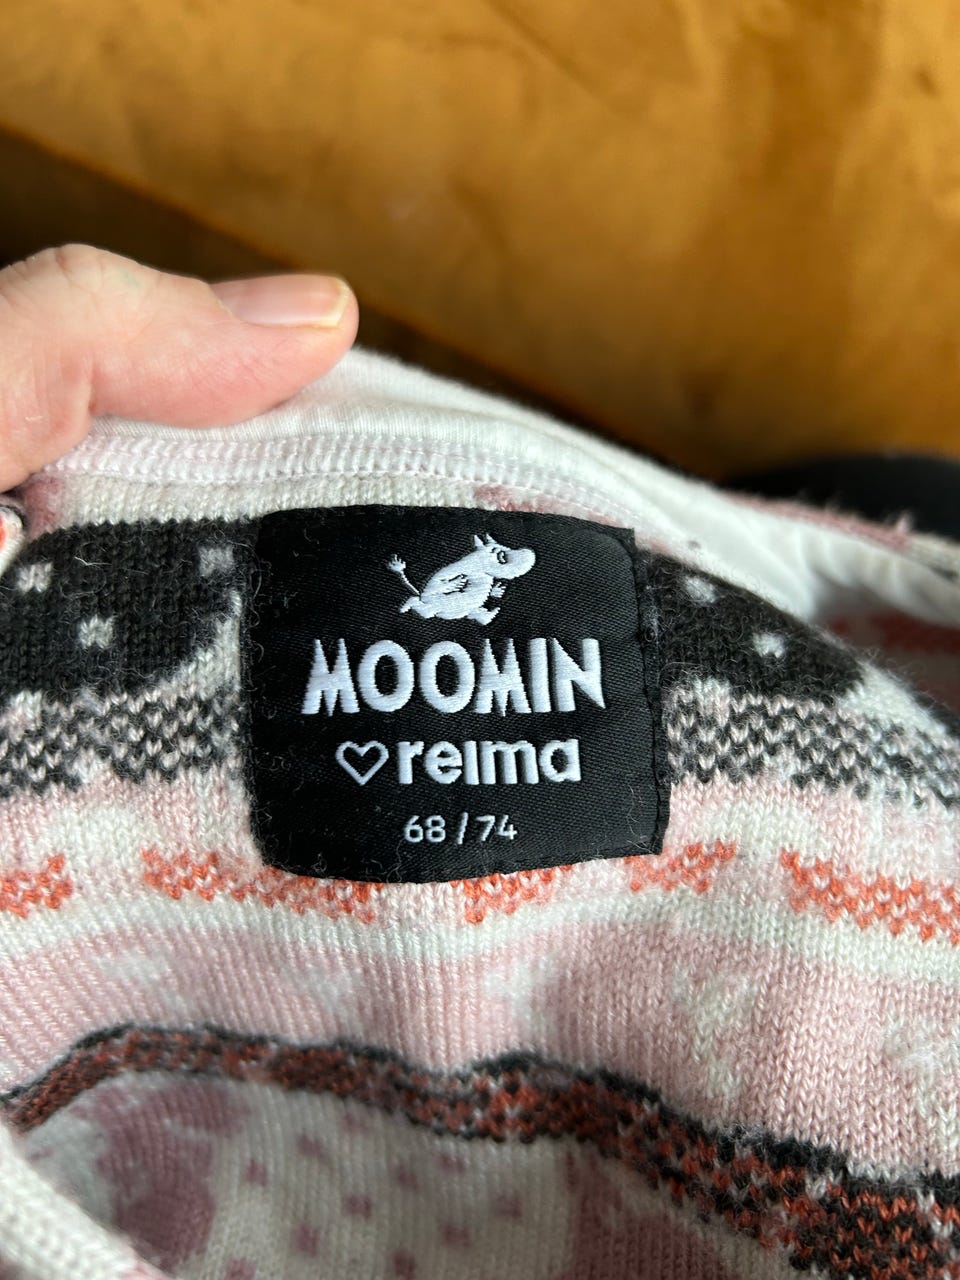 MOOMIN
♡ reima
68 / 74